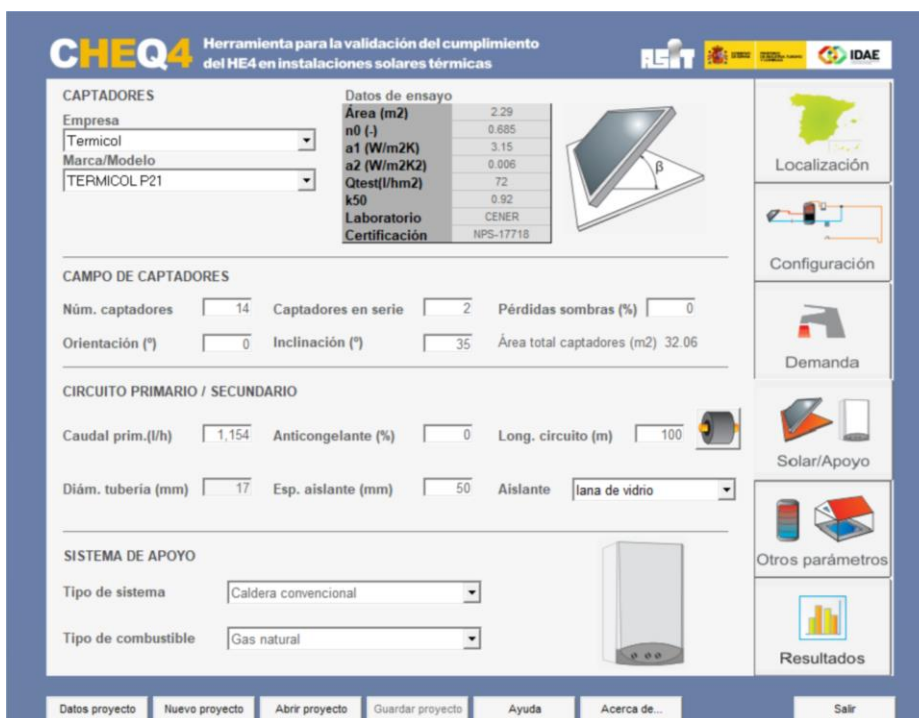 CHEQ4
Herramienta para la validación del cumplimiento
del HE4 en instalaciones solares térmicas
ASIT
IDAE
CAPTADORES
Empresa
Termicol
Marca/Modelo
TERMICOL P21
Datos de ensayo
Área (m2) 2.29
n0 (-) 0.685
a1 (W/m2K) 3.15
a2 (W/m2K2) 0.006
Qtest(l/hm2) 72
k50 0.92
Laboratorio CENER
Certificación NPS-17718
β
CAMPO DE CAPTADORES
Núm. captadores 14 Captadores en serie 2 Pérdidas sombras (%) 0
Orientación (º) 0 Inclinación (º) 35 Área total captadores (m2) 32.06
CIRCUITO PRIMARIO / SECUNDARIO
Caudal prim.(l/h) 1,154 Anticongelante (%) 0 Long. circuito (m) 100
Diám. tubería (mm) 17 Esp. aislante (mm) 50 Aislante lana de vidrio
SISTEMA DE APOYO
Tipo de sistema Caldera convencional
Tipo de combustible Gas natural
Localización
Configuración
Demanda
Solar/Apoyo
Otros parámetros
Resultados
Datos proyecto Nuevo proyecto Abrir proyecto Guardar proyecto Ayuda Acerca de... Salir